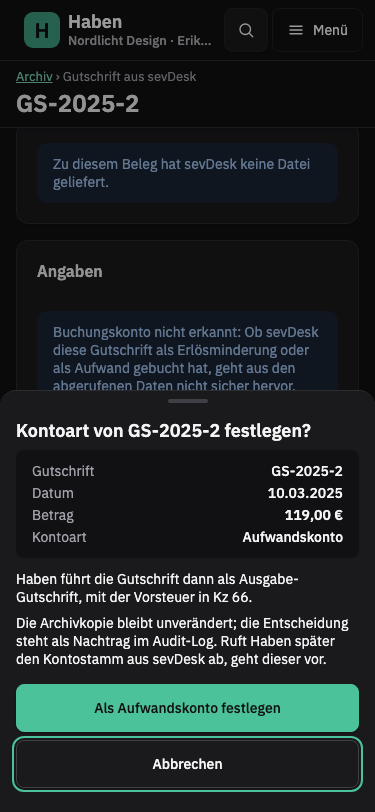 H
Haben
Nordlicht Design · Erik...
Menü
Archiv › Gutschrift aus sevDesk
GS-2025-2
Zu diesem Beleg hat sevDesk keine Datei
geliefert.
Angaben
Buchungskonto nicht erkannt: Ob sevDesk
diese Gutschrift als Erlösminderung oder
als Aufwand gebucht hat, geht aus den
abgerufenen Daten nicht sicher hervor.
Kontoart von GS-2025-2 festlegen?
Gutschrift GS-2025-2
Datum 10.03.2025
Betrag 119,00 €
Kontoart Aufwandskonto
Haben führt die Gutschrift dann als Ausgabe-
Gutschrift, mit der Vorsteuer in Kz 66.
Die Archivkopie bleibt unverändert; die Entscheidung
steht als Nachtrag im Audit-Log. Ruft Haben später
den Kontostamm aus sevDesk ab, geht dieser vor.
Als Aufwandskonto festlegen
Abbrechen